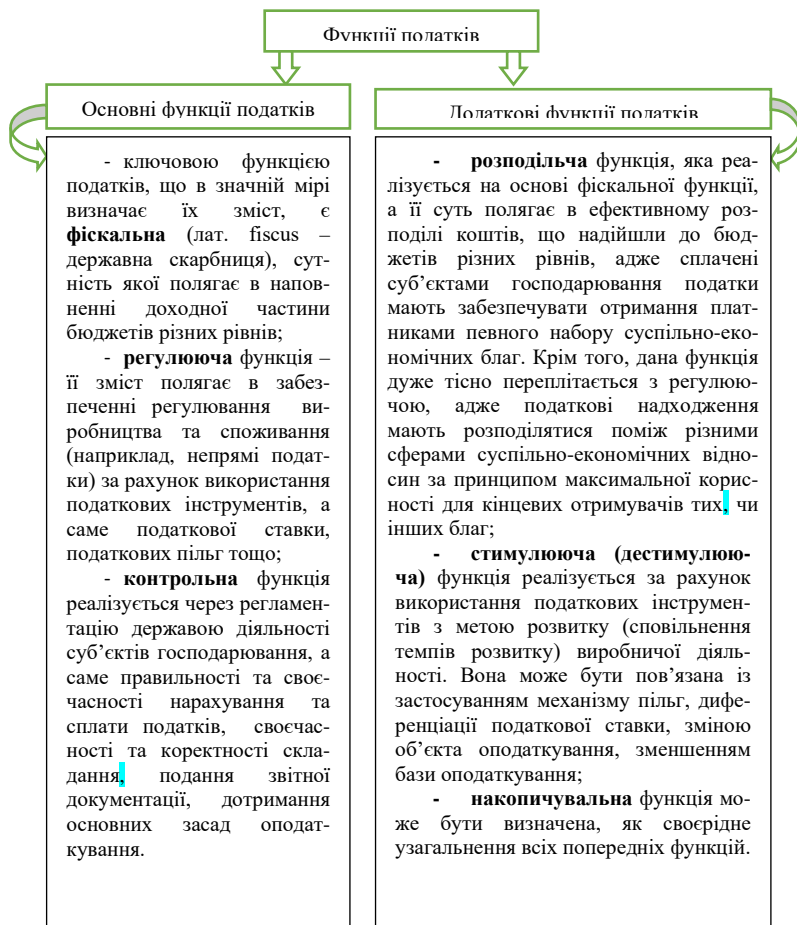 Функції податків
Основні функції податків
Додаткові функції податків
- ключовою функцією
податків, що в значній мірі
визначає їх зміст, є
фіскальна (лат. fiscus –
державна скарбниця), сут-
ність якої полягає в напов-
ненні доходної частини
бюджетів різних рівнів;
- регулююча функція –
її зміст полягає в забез-
печенні регулювання ви-
робництва та споживання
(наприклад, непрямі подат-
ки) за рахунок використання
податкових інструментів, а
саме податкової ставки,
податкових пільг тощо;
- контрольна функція
реалізується через регламен-
тацію державою діяльності
суб’єктів господарювання, а
саме правильності та своє-
часності нарахування та
сплати податків, своєчас-
ності та коректності скла-
дання, подання звітної
документації, дотримання
основних засад оподат-
кування.
- розподільча функція, яка реа-
лізується на основі фіскальної функції,
а її суть полягає в ефективному роз-
поділі коштів, що надійшли до бюд-
жетів різних рівнів, адже сплачені
суб’єктами господарювання податки
мають забезпечувати отримання плат-
никами певного набору суспільно-еко-
номічних благ. Крім того, дана функція
дуже тісно переплітається з регулюю-
чою, адже податкові надходження
мають розподілятися поміж різними
сферами суспільно-економічних відно-
син за принципом максимальної корис-
ності для кінцевих отримувачів тих, чи
інших благ;
- стимулююча (дестимулюю-
ча) функція реалізується за рахунок
використання податкових інструмен-
тів з метою розвитку (сповільнення
темпів розвитку) виробничої діяль-
ності. Вона може бути пов’язана із
застосуванням механізму пільг, дифе-
ренціації податкової ставки, зміною
об’єкта оподаткування, зменшенням
бази оподаткування;
- накопичувальна функція мо-
же бути визначена, як своєрідне
узагальнення всіх попередніх функцій.